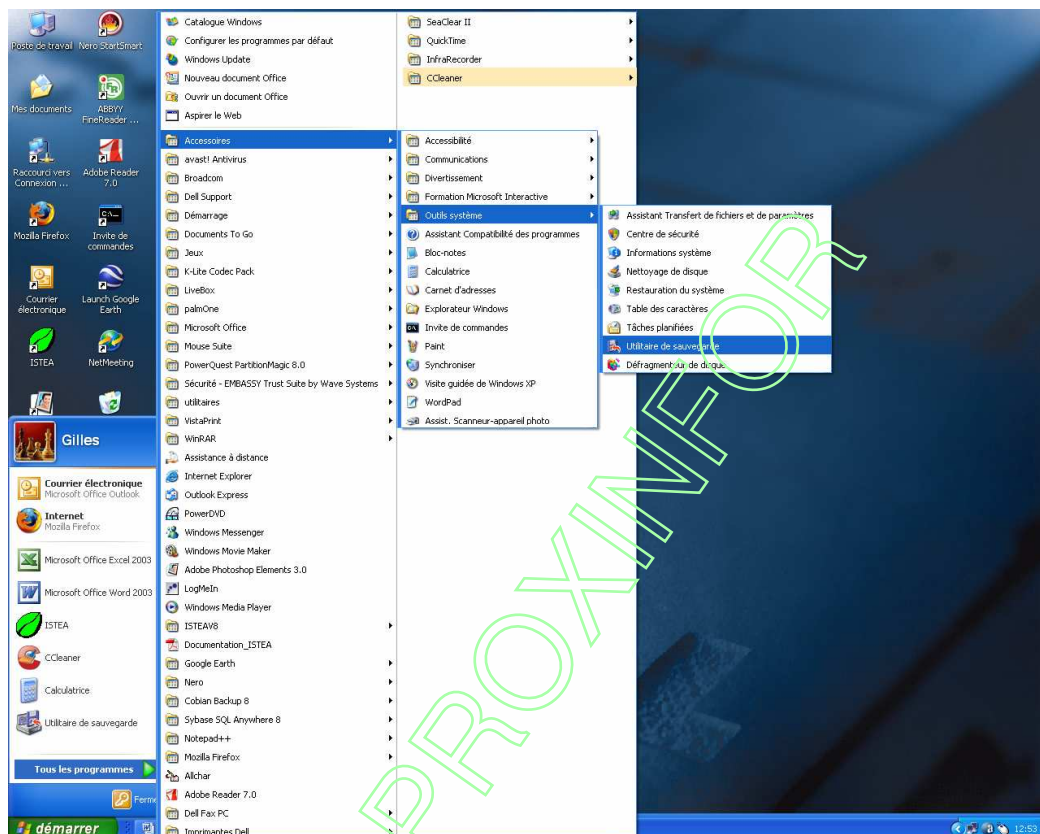 Poste de travail
Nero StartSmart
Mes documents
ABBYY
FineReader ...
Raccourci vers
Connexion ...
Adobe Reader
7.0
Mozilla Firefox
Invite de
commandes
Courrier
électronique
Launch Google
Earth
ISTEA
NetMeeting
Gilles
Courrier électronique
Microsoft Office Outlook
Internet
Mozilla Firefox
Microsoft Office Excel 2003
Microsoft Office Word 2003
ISTEA
CCleaner
Calculatrice
Utilitaire de sauvegarde
Tous les programmes
Ferme
démarrer
Catalogue Windows
Configurer les programmes par défaut
Windows Update
Nouveau document Office
Ouvrir un document Office
Aspirer le Web
Accessoires
avast! Antivirus
Broadcom
Dell Support
Démarrage
Documents To Go
Jeux
K-Lite Codec Pack
LiveBox
palmOne
Microsoft Office
Mouse Suite
PowerQuest PartitionMagic 8.0
Sécurité - EMBASSY Trust Suite by Wave Systems
utilitaires
VistaPrint
WinRAR
Assistance à distance
Internet Explorer
Outlook Express
PowerDVD
Windows Messenger
Windows Movie Maker
Adobe Photoshop Elements 3.0
LogMeIn
Windows Media Player
ISTEAV8
Documentation_ISTEA
Google Earth
Nero
Cobian Backup 8
Sybase SQL Anywhere 8
Notepad++
Mozilla Firefox
Allchar
Adobe Reader 7.0
Dell Fax PC
Imprimantes Dell
SeaClear II
QuickTime
InfraRecorder
CCleaner
Accessibilité
Communications
Divertissement
Formation Microsoft Interactive
Outils système
Assistant Compatibilité des programmes
Bloc-notes
Calculatrice
Carnet d'adresses
Explorateur Windows
Invite de commandes
Paint
Synchroniser
Visite guidée de Windows XP
WordPad
Assist. Scanneur-appareil photo
Assistant Transfert de fichiers et de paramètres
Centre de sécurité
Informations système
Nettoyage de disque
Restauration du système
Table des caractères
Tâches planifiées
Utilitaire de sauvegarde
Défragmenteur de disque
PROXINFOR
12:53